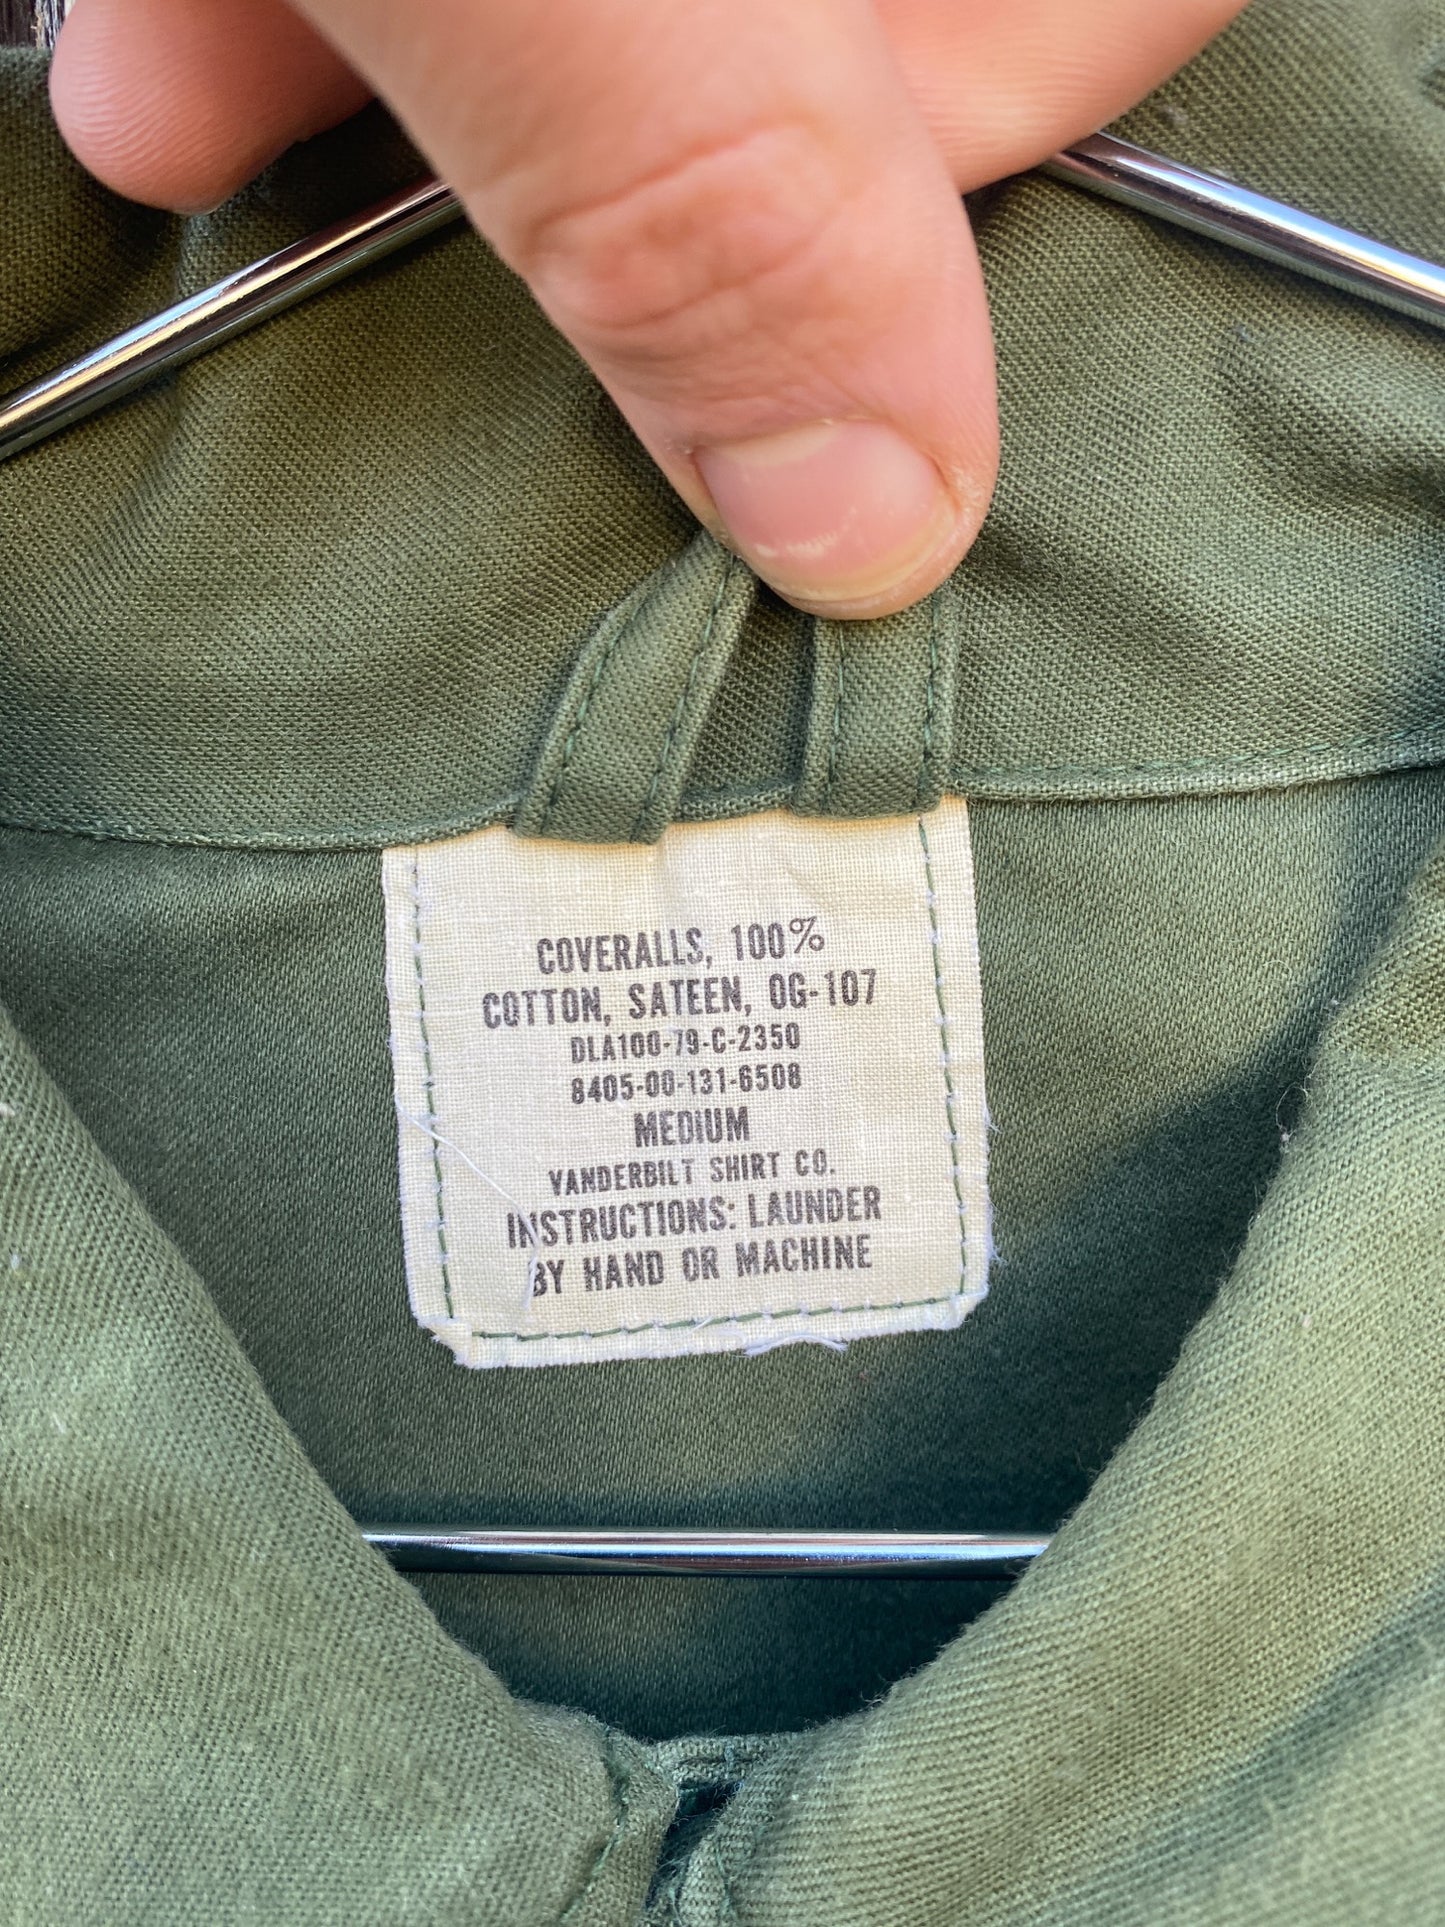 COVERALLS, 100%
COTTON, SATEEN, OG-107
DLA100-79-C-2350
8405-00-131-6508
MEDIUM
VANDERBILT SHIRT CO.
INSTRUCTIONS: LAUNDER
BY HAND OR MACHINE